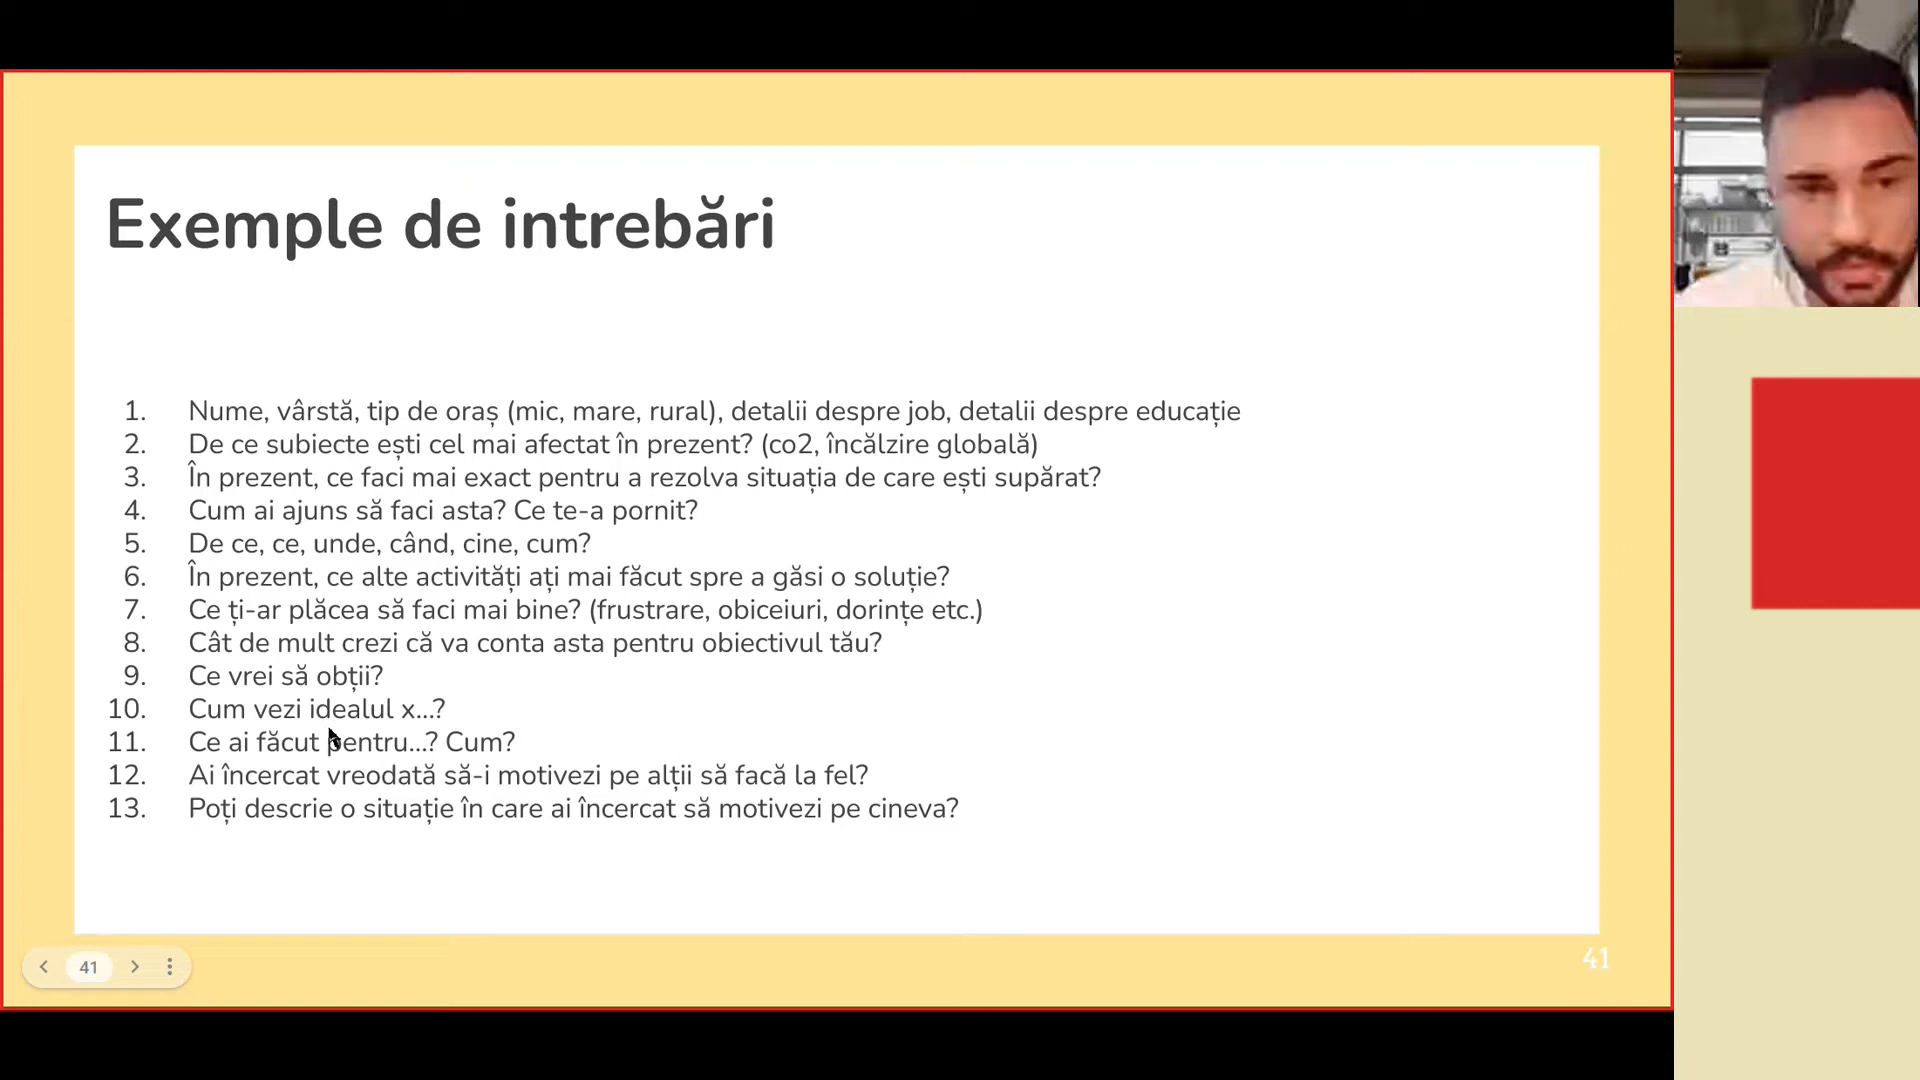 Exemple de intrebări
1. Nume, vârstă, tip de oraș (mic, mare, rural), detalii despre job, detalii despre educație
2. De ce subiecte ești cel mai afectat în prezent? (co2, încălzire globală)
3. În prezent, ce faci mai exact pentru a rezolva situația de care ești supărat?
4. Cum ai ajuns să faci asta? Ce te-a pornit?
5. De ce, ce, unde, când, cine, cum?
6. În prezent, ce alte activități ați mai făcut spre a găsi o soluție?
7. Ce ți-ar plăcea să faci mai bine? (frustrare, obiceiuri, dorințe etc.)
8. Cât de mult crezi că va conta asta pentru obiectivul tău?
9. Ce vrei să obții?
10. Cum vezi idealul x...?
11. Ce ai făcut pentru...? Cum?
12. Ai încercat vreodată să-i motivezi pe alții să facă la fel?
13. Poți descrie o situație în care ai încercat să motivezi pe cineva?
41
41